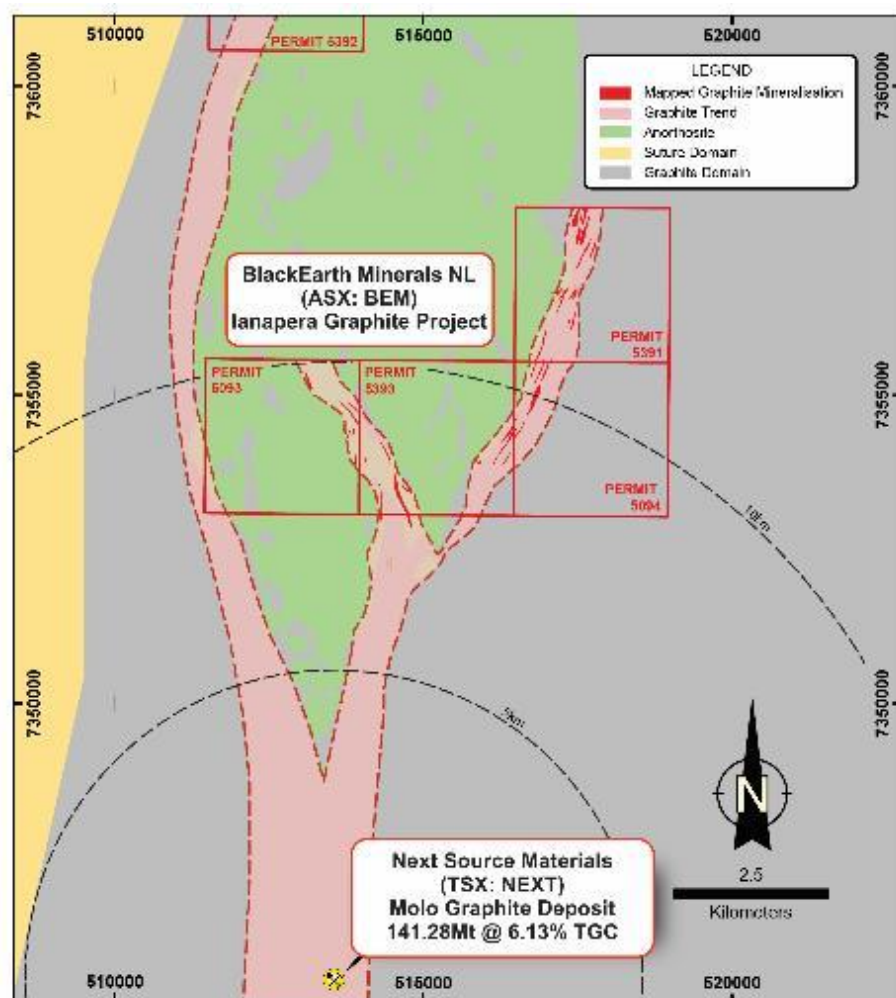 510000
515000
520000
PERMIT 5392
7360000
7360000
LEGEND
Mapped Graphite Mineralisation
Graphite Trend
Anorthosite
Suture Domain
Graphite Domain
BlackEarth Minerals NL
(ASX: BEM)
Ianapera Graphite Project
PERMIT
5391
PERMIT
6093
PERMIT
5393
7355000
7355000
PERMIT
5094
10km
7350000
7350000
5km
N
2.5
Kilometers
Next Source Materials
(TSX: NEXT)
Molo Graphite Deposit
141.28Mt @ 6.13% TGC
510000
515000
520000